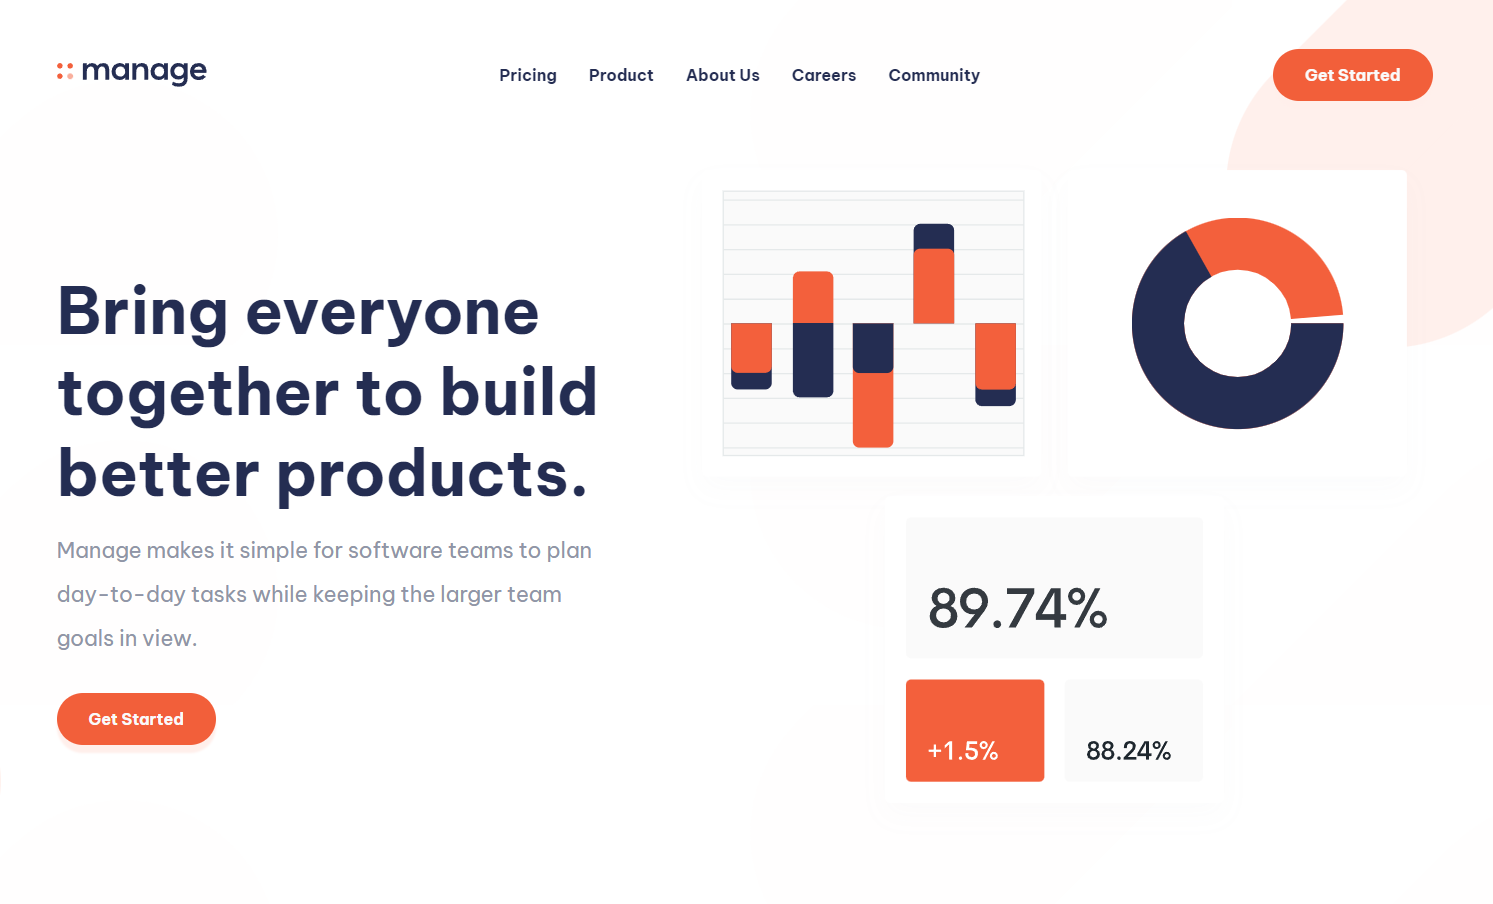 manage
Pricing Product About Us Careers Community
Get Started
Bring everyone
together to build
better products.
Manage makes it simple for software teams to plan
day-to-day tasks while keeping the larger team
goals in view.
Get Started
89.74%
+1.5%
88.24%